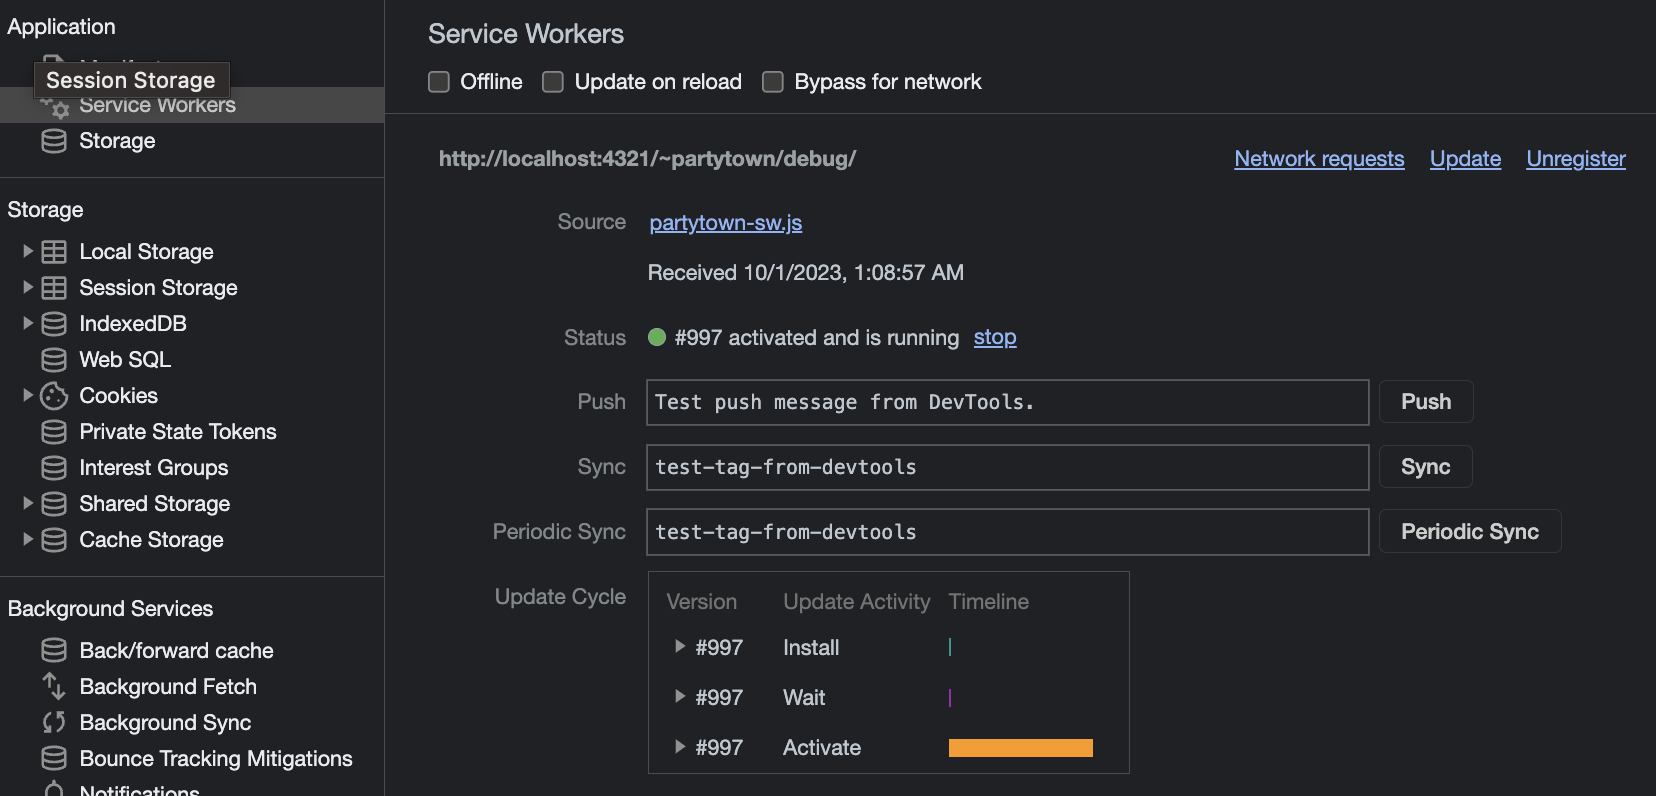 Application
Session Storage
Service Workers
Storage
Storage
Local Storage
Session Storage
IndexedDB
Web SQL
Cookies
Private State Tokens
Interest Groups
Shared Storage
Cache Storage
Background Services
Back/forward cache
Background Fetch
Background Sync
Bounce Tracking Mitigations
Notifications
Service Workers
Offline Update on reload Bypass for network
http://localhost:4321/~partytown/debug/ Network requests Update Unregister
Source partytown-sw.js
Received 10/1/2023, 1:08:57 AM
Status #997 activated and is running stop
Push Test push message from DevTools. Push
Sync test-tag-from-devtools Sync
Periodic Sync test-tag-from-devtools Periodic Sync
Update Cycle Version Update Activity Timeline
#997 Install
#997 Wait
#997 Activate